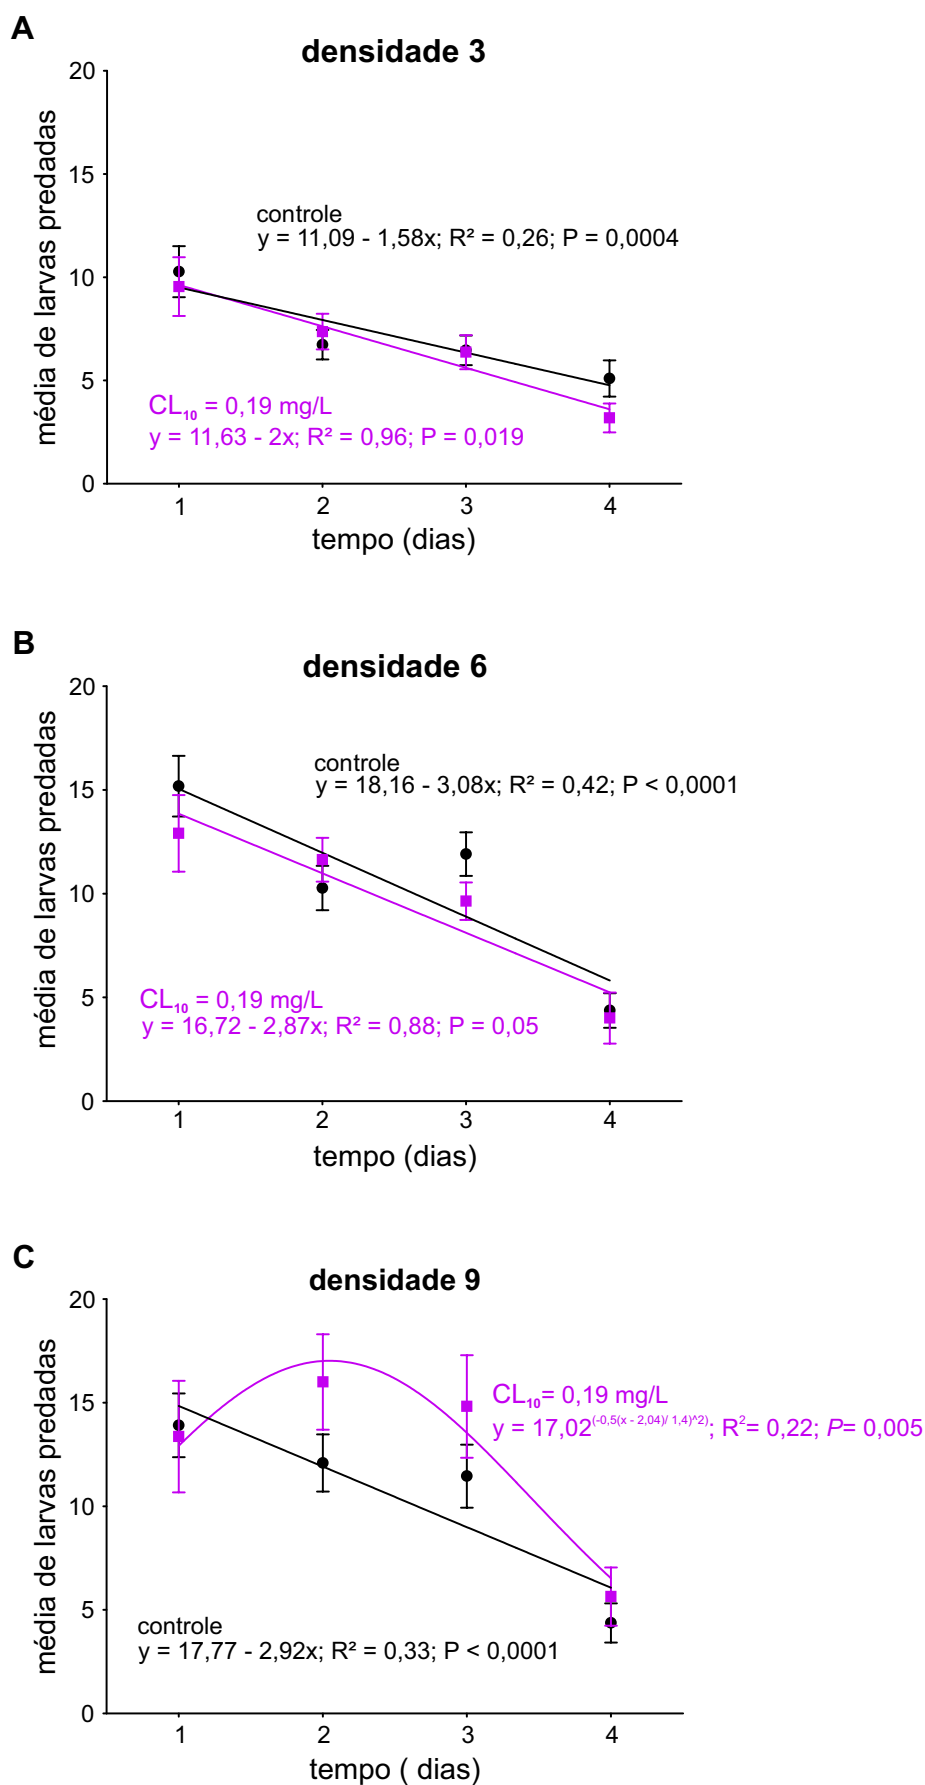 A
densidade 3
20
15
10
5
0
média de larvas predadas
controle
y = 11,09 - 1,58x; R² = 0,26; P = 0,0004
CL₁₀ = 0,19 mg/L
y = 11,63 - 2x; R² = 0,96; P = 0,019
1 2 3 4
tempo (dias)
B
densidade 6
20
15
10
5
0
média de larvas predadas
controle
y = 18,16 - 3,08x; R² = 0,42; P < 0,0001
CL₁₀ = 0,19 mg/L
y = 16,72 - 2,87x; R² = 0,88; P = 0,05
1 2 3 4
tempo (dias)
C
densidade 9
20
15
10
5
0
média de larvas predadas
CL₁₀= 0,19 mg/L
y = 17,02(-0,5(x - 2,04)/ 1,4)^2); R²= 0,22; P= 0,005
controle
y = 17,77 - 2,92x; R² = 0,33; P < 0,0001
1 2 3 4
tempo ( dias)